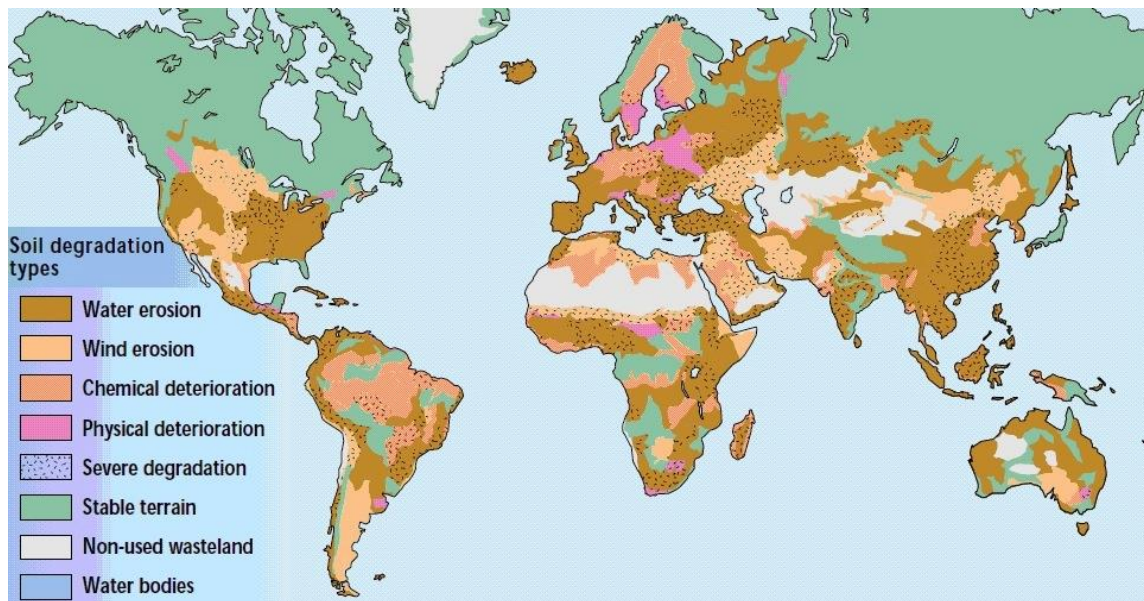 Soil degradation
types
Water erosion
Wind erosion
Chemical deterioration
Physical deterioration
Severe degradation
Stable terrain
Non-used wasteland
Water bodies